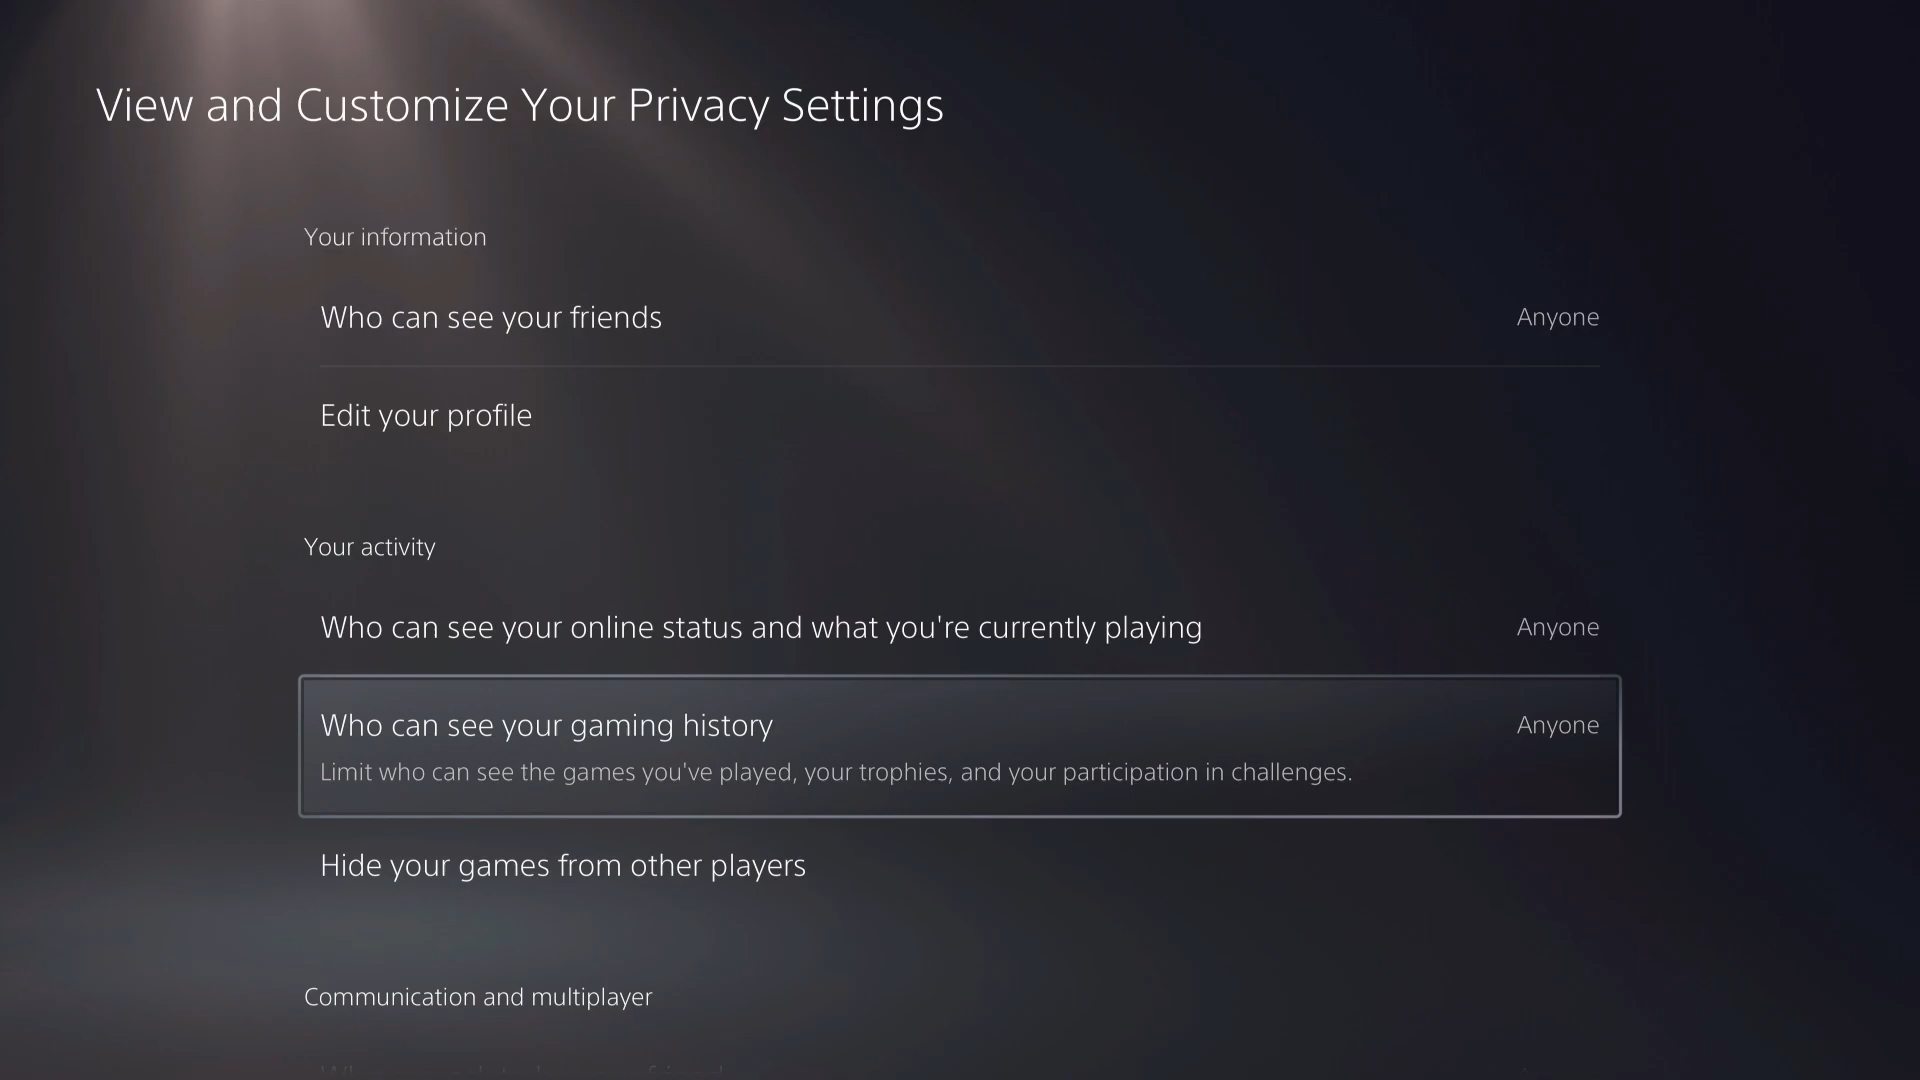 View and Customize Your Privacy Settings
Your information
Who can see your friends Anyone
Edit your profile
Your activity
Who can see your online status and what you're currently playing Anyone
Who can see your gaming history Anyone
Limit who can see the games you've played, your trophies, and your participation in challenges.
Hide your games from other players
Communication and multiplayer